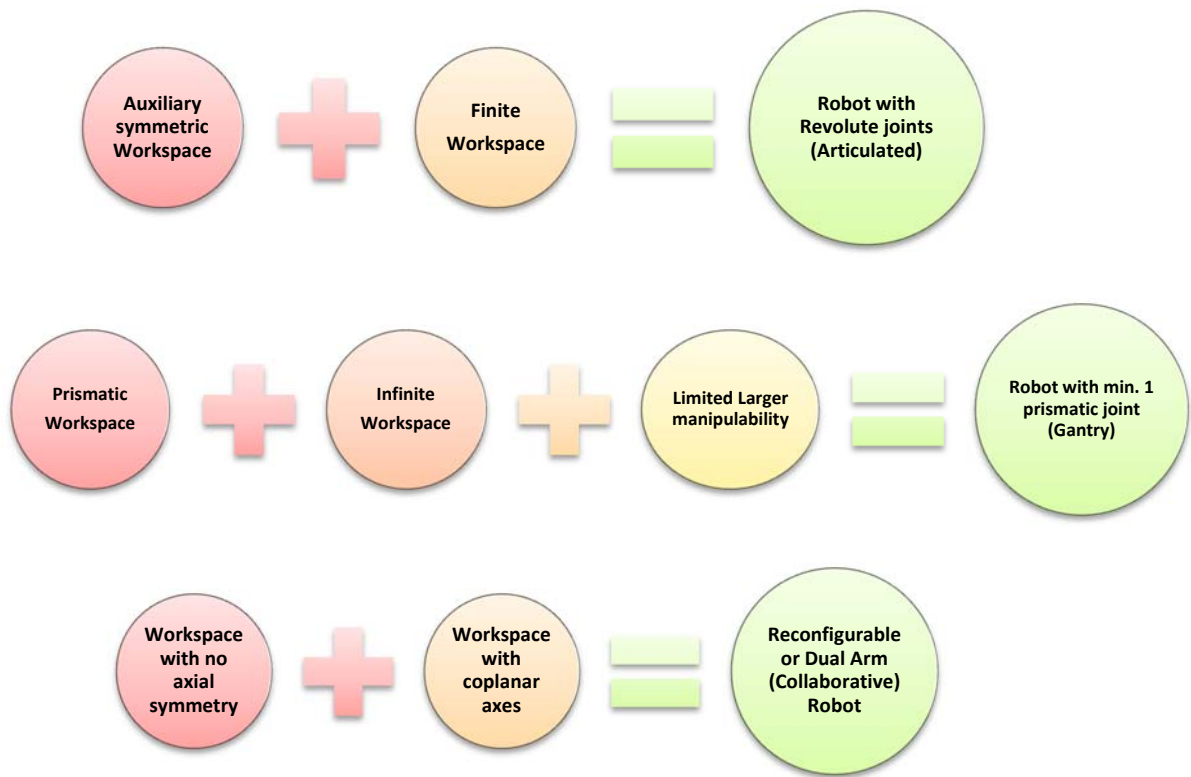 Auxiliary
symmetric
Workspace
Finite
Workspace
Robot with
Revolute joints
(Articulated)
Prismatic
Workspace
Infinite
Workspace
Limited Larger
manipulability
Robot with min. 1
prismatic joint
(Gantry)
Workspace
with no
axial
symmetry
Workspace
with
coplanar
axes
Reconfigurable
or Dual Arm
(Collaborative)
Robot